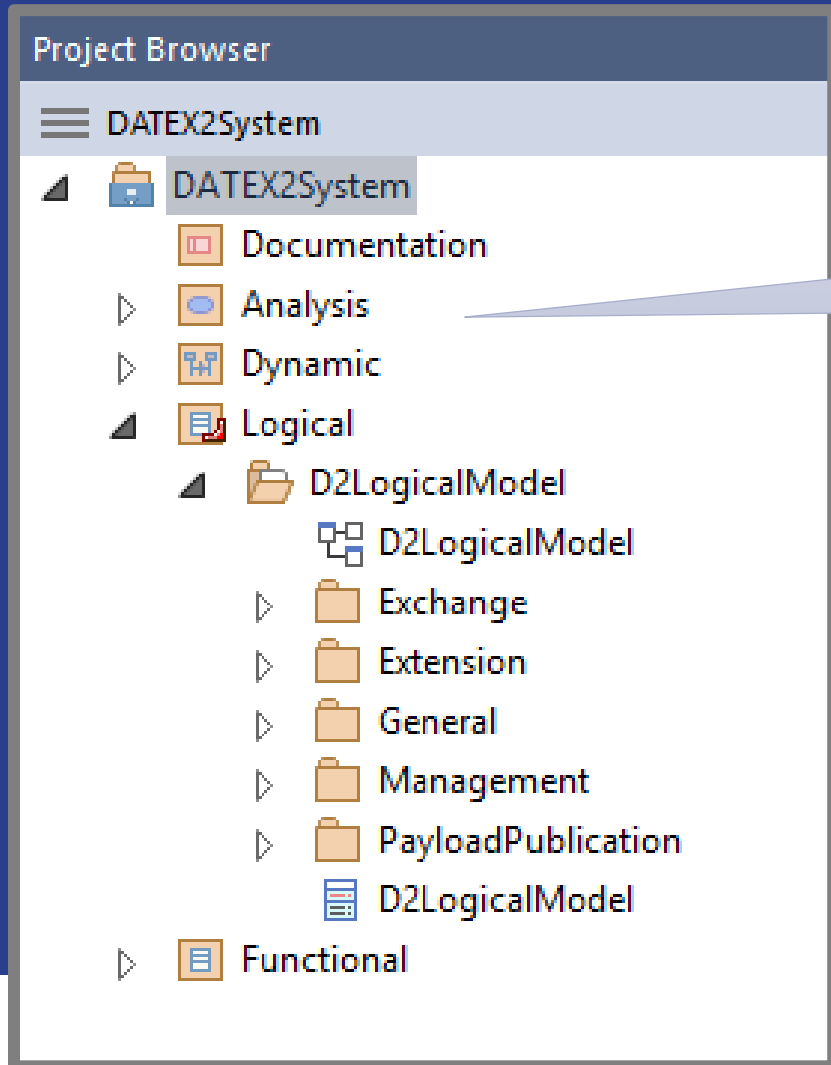 Project Browser
DATEX2System
DATEX2System
Documentation
Analysis
Dynamic
Logical
D2LogicalModel
D2LogicalModel
Exchange
Extension
General
Management
PayloadPublication
D2LogicalModel
Functional